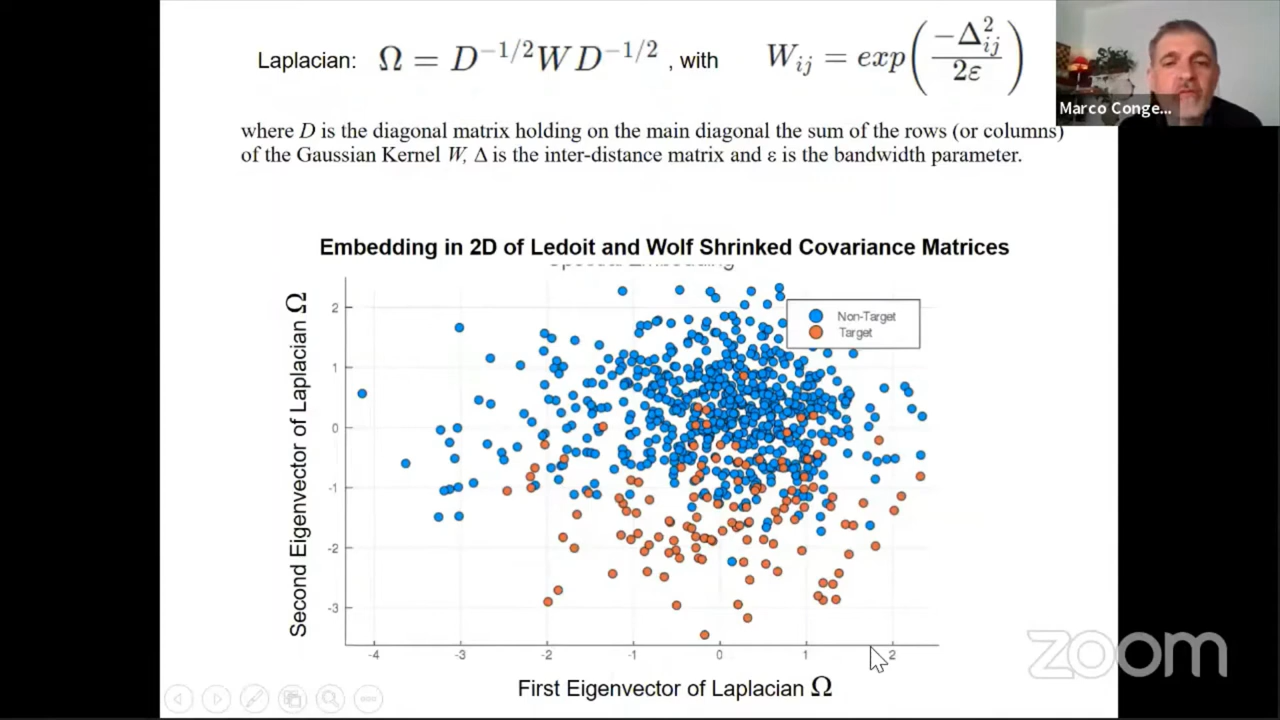 Laplacian: Ω = D^{-1/2}WD^{-1/2} , with W_{ij} = exp(−Δ²_{ij} / 2ε)
Marco Conge...
where D is the diagonal matrix holding on the main diagonal the sum of the rows (or columns)
of the Gaussian Kernel W, Δ is the inter-distance matrix and ε is the bandwidth parameter.
Embedding in 2D of Ledoit and Wolf Shrinked Covariance Matrices
Second Eigenvector of Laplacian Ω
2
1
0
-1
-2
-3
Non-Target
Target
-4 -3 -2 -1 0 1 2
First Eigenvector of Laplacian Ω
zoom